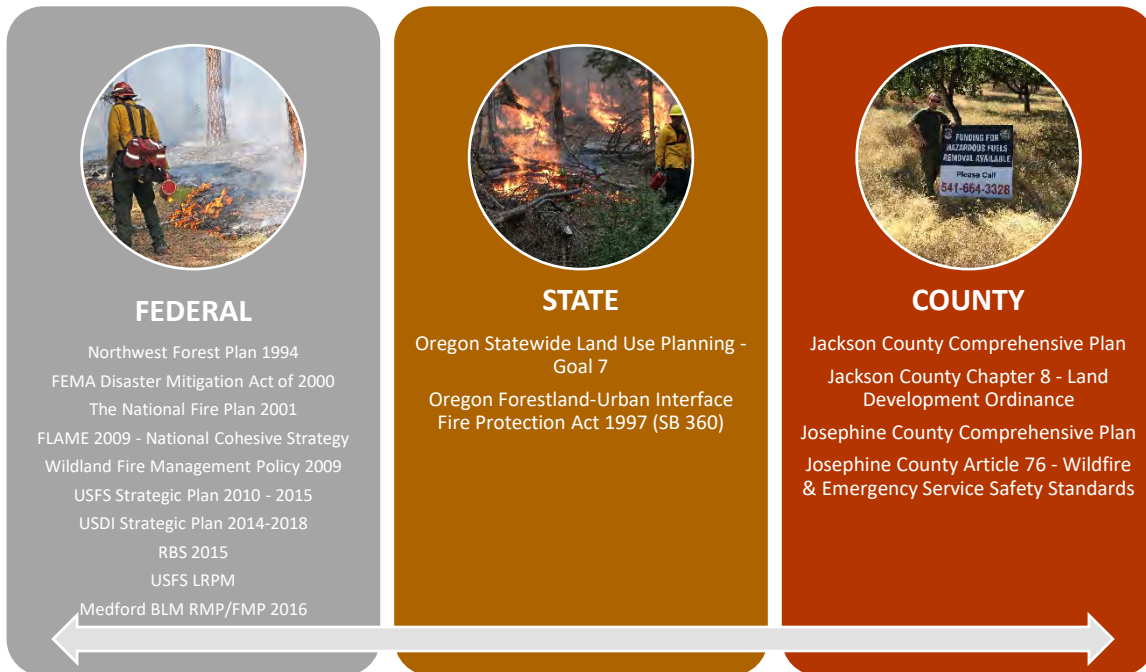 FUNDING FOR
HAZARDOUS FUELS
REMOVAL AVAILABLE
Please Call
541-664-3328
FEDERAL
Northwest Forest Plan 1994
FEMA Disaster Mitigation Act of 2000
The National Fire Plan 2001
FLAME 2009 - National Cohesive Strategy
Wildland Fire Management Policy 2009
USFS Strategic Plan 2010 - 2015
USDI Strategic Plan 2014-2018
RBS 2015
USFS LRPM
Medford BLM RMP/FMP 2016
STATE
Oregon Statewide Land Use Planning -
Goal 7
Oregon Forestland-Urban Interface
Fire Protection Act 1997 (SB 360)
COUNTY
Jackson County Comprehensive Plan
Jackson County Chapter 8 - Land
Development Ordinance
Josephine County Comprehensive Plan
Josephine County Article 76 - Wildfire
& Emergency Service Safety Standards